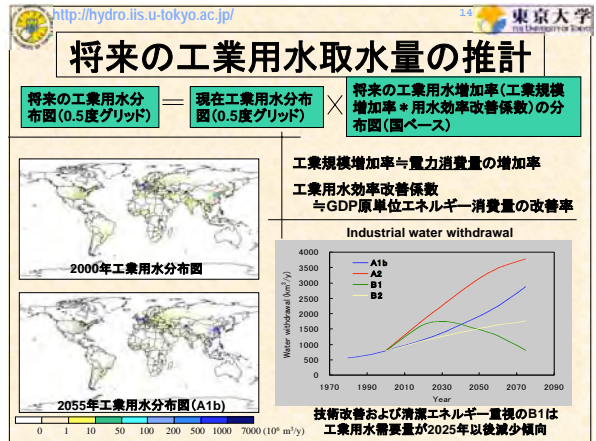 http://hydro.iis.u-tokyo.ac.jp/
14
東京大学
THE UNIVERSITY OF TOKYO
将来の工業用水取水量の推計
将来の工業用水分
布図(0.5度グリッド)
=
現在工業用水分布
図(0.5度グリッド)
×
将来の工業用水増加率(工業規模
増加率*用水効率改善係数)の分
布図(国ベース)
工業規模増加率≒電力消費量の増加率
工業用水効率改善係数
≒GDP原単位エネルギー消費量の改善率
2000年工業用水分布図
2055年工業用水分布図(A1b)
0 1 10 50 100 200 500 1000 7000 (10⁶ m³/y)
Industrial water withdrawal
Water withdrawal (km³/y)
4000
3500
3000
2500
2000
1500
1000
500
0
A1b
A2
B1
B2
1970 1990 2010 2030 2050 2070 2090
Year
技術改善および清潔エネルギー重視のB1は
工業用水需要量が2025年以後減少傾向